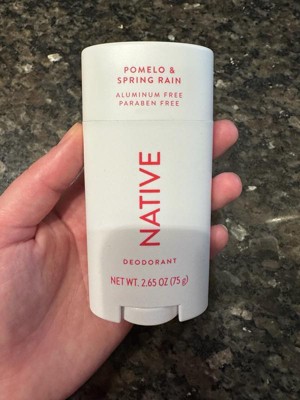 POMELO &
SPRING RAIN
ALUMINUM FREE
PARABEN FREE
NATIVE
DEODORANT
NET WT. 2.65 OZ (75 g)